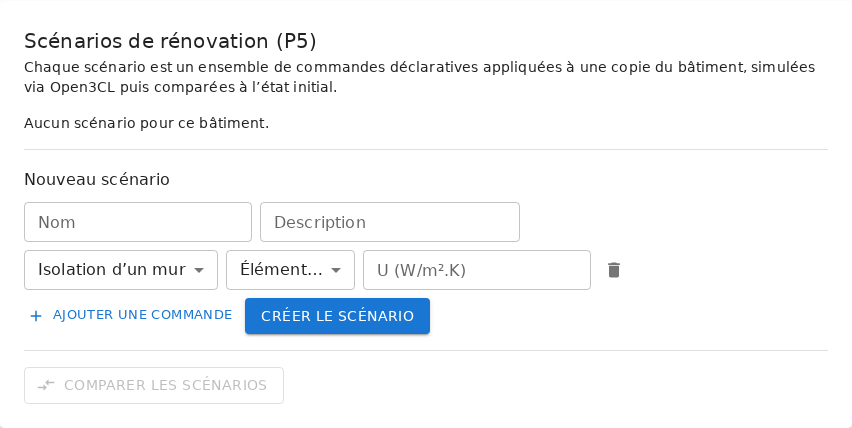 Scénarios de rénovation (P5)
Chaque scénario est un ensemble de commandes déclaratives appliquées à une copie du bâtiment, simulées
via Open3CL puis comparées à l’état initial.
Aucun scénario pour ce bâtiment.
Nouveau scénario
Nom
Description
Isolation d’un mur
Élément…
U (W/m².K)
AJOUTER UNE COMMANDE
CRÉER LE SCÉNARIO
COMPARER LES SCÉNARIOS